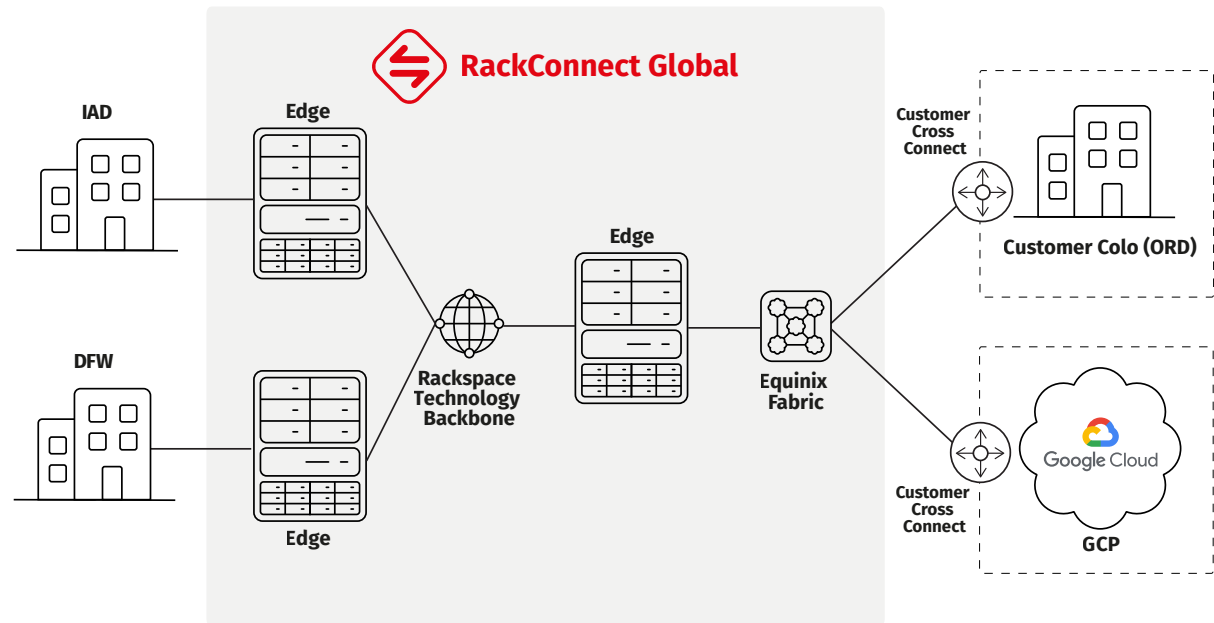 RackConnect Global
IAD
Edge
Customer
Cross
Connect
Edge
Customer Colo (ORD)
DFW
Rackspace
Technology
Backbone
Equinix
Fabric
Google Cloud
Customer
Cross
Connect
Edge
GCP